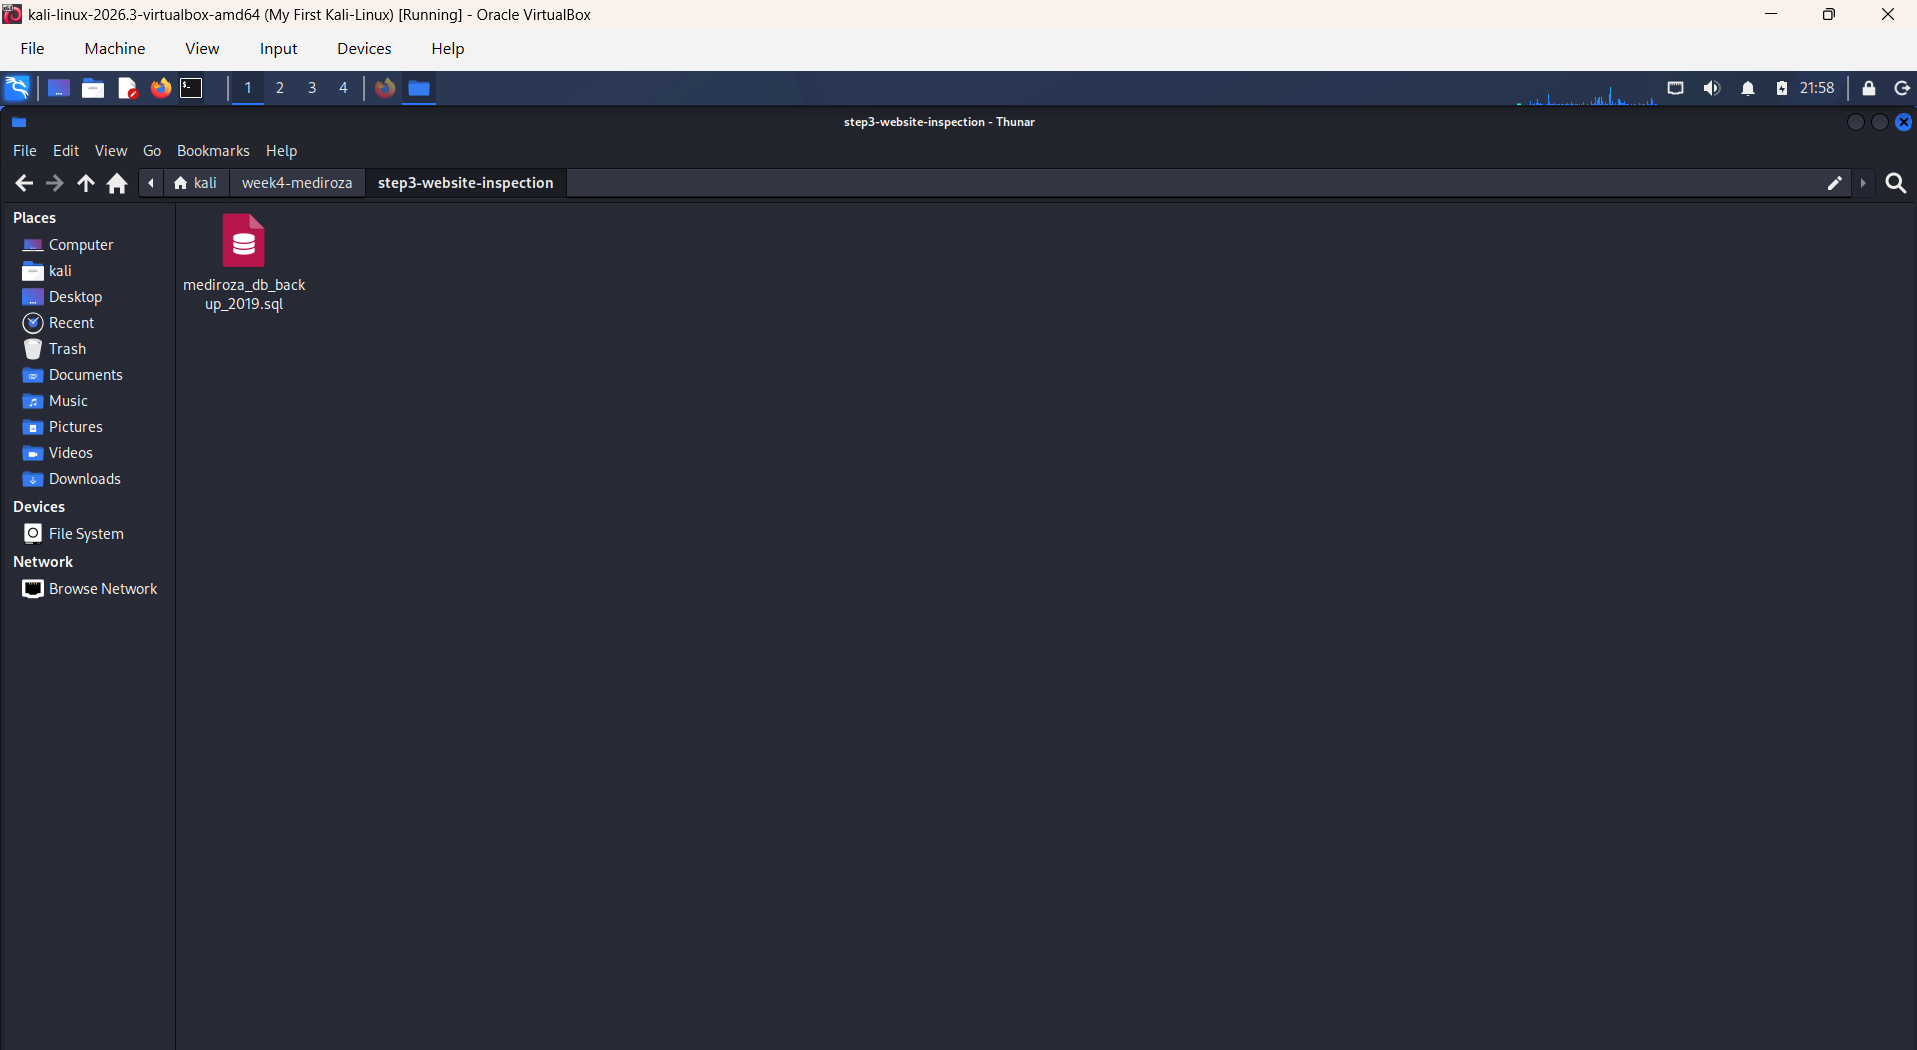 kali-linux-2026.3-virtualbox-amd64 (My First Kali-Linux) [Running] - Oracle VirtualBox
File Machine View Input Devices Help
1 2 3 4 21:58
step3-website-inspection - Thunar
File Edit View Go Bookmarks Help
kali week4-mediroza step3-website-inspection
Places
Computer
kali
Desktop
Recent
Trash
Documents
Music
Pictures
Videos
Downloads
Devices
File System
Network
Browse Network
mediroza_db_back
up_2019.sql